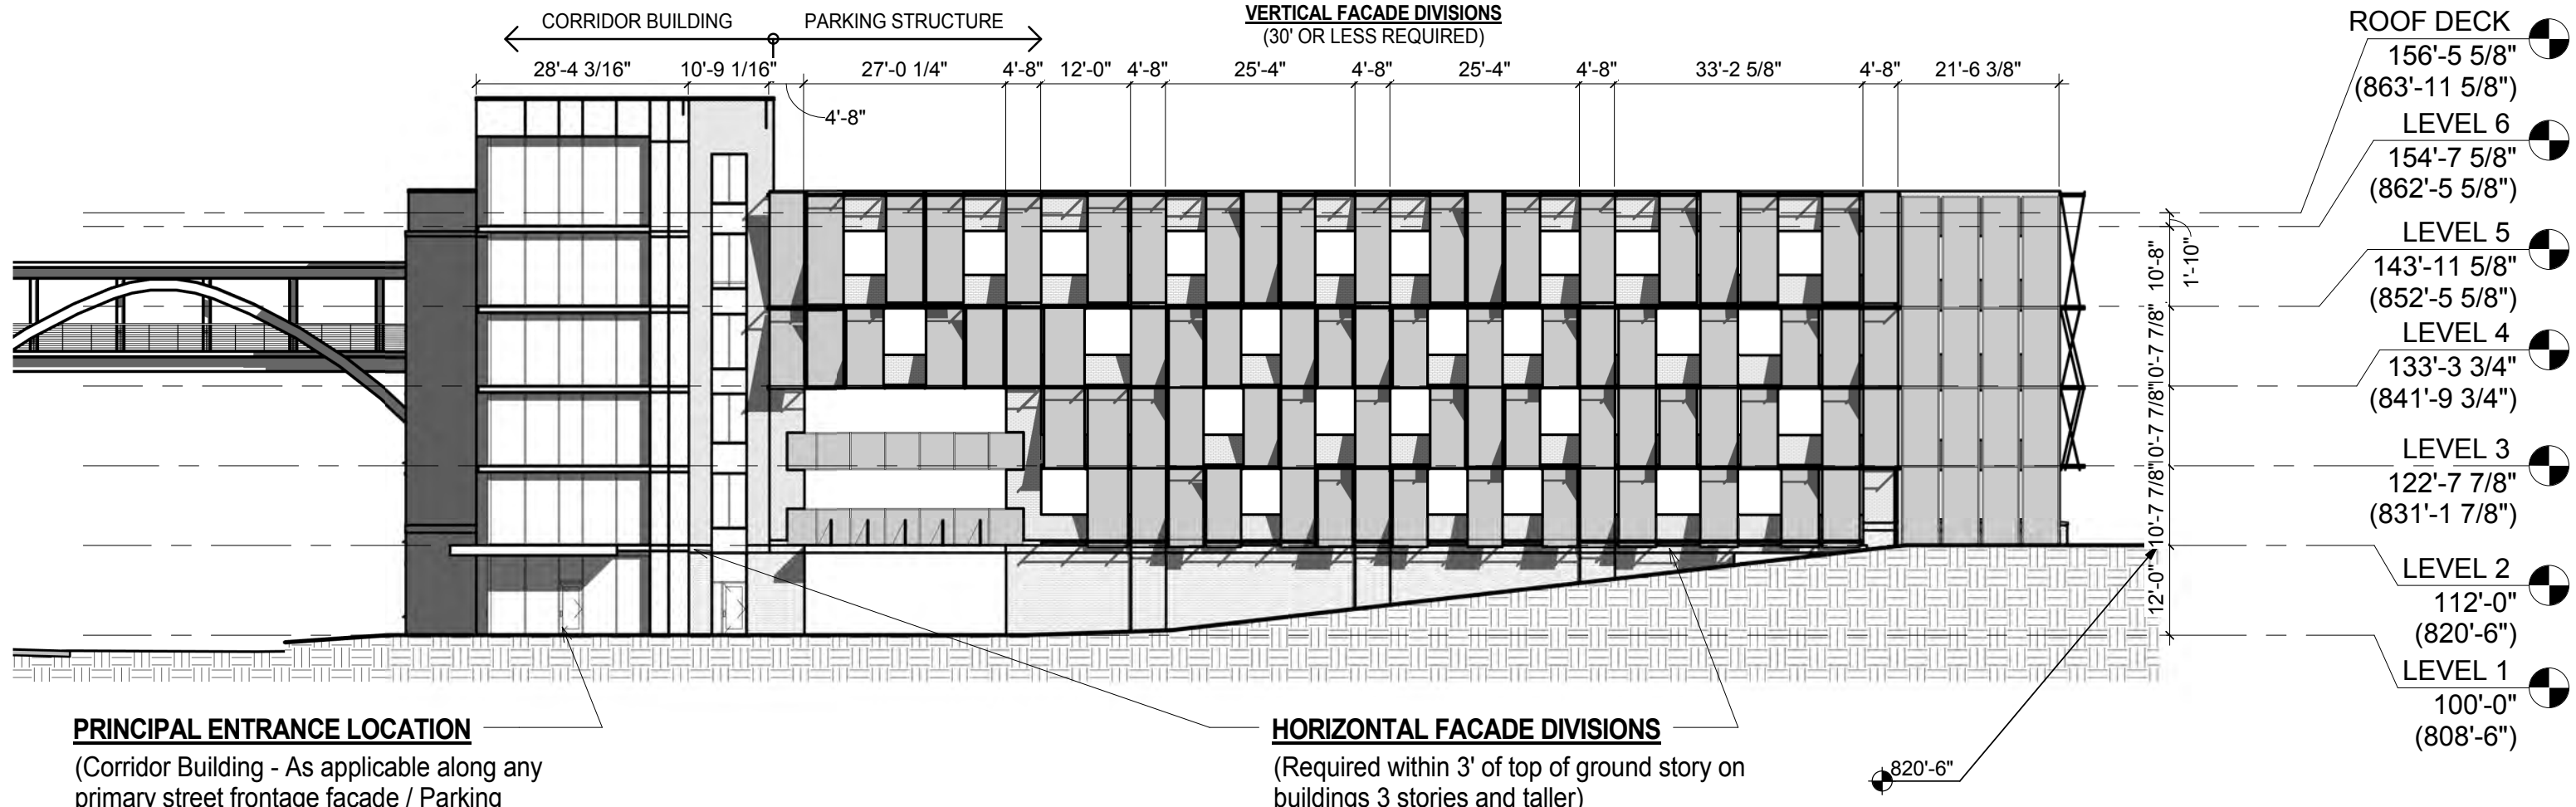 CORRIDOR BUILDING
PARKING STRUCTURE
VERTICAL FACADE DIVISIONS
(30' OR LESS REQUIRED)
28'-4 3/16" 10'-9 1/16" 27'-0 1/4" 4'-8" 12'-0" 4'-8" 25'-4" 4'-8" 25'-4" 4'-8" 33'-2 5/8" 4'-8" 21'-6 3/8"
4'-8"
ROOF DECK
156'-5 5/8"
(863'-11 5/8")
LEVEL 6
154'-7 5/8"
(862'-5 5/8")
LEVEL 5
143'-11 5/8"
(852'-5 5/8")
LEVEL 4
133'-3 3/4"
(841'-9 3/4")
LEVEL 3
122'-7 7/8"
(831'-1 7/8")
LEVEL 2
112'-0"
(820'-6")
LEVEL 1
100'-0"
(808'-6")
1'-10"
10'-8"
10'-7 7/8"
10'-7 7/8"
10'-7 7/8"
12'-0"
820'-6"
PRINCIPAL ENTRANCE LOCATION
(Corridor Building - As applicable along any
primary street frontage facade / Parking
HORIZONTAL FACADE DIVISIONS
(Required within 3' of top of ground story on
buildings 3 stories and taller)